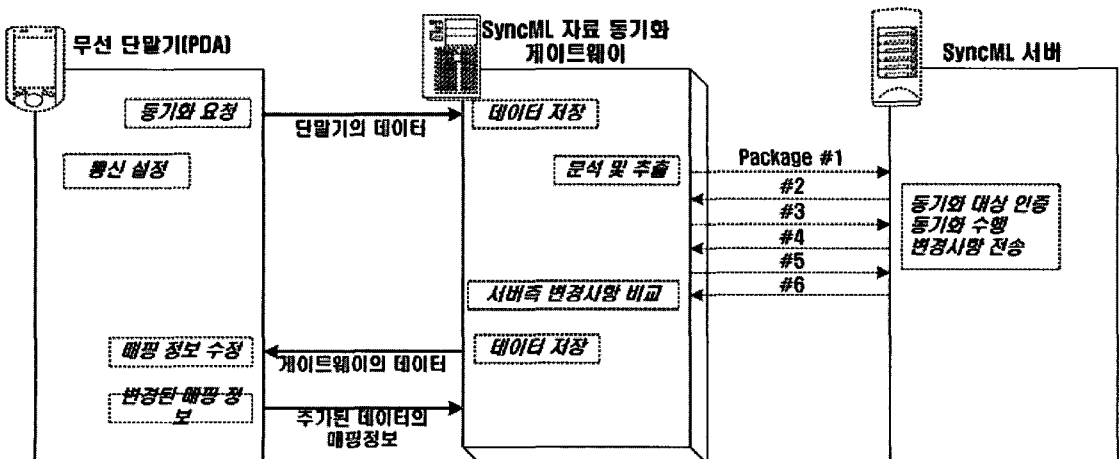 무선 단말기(PDA)
SyncML 자료 동기화
게이트웨이
SyncML 서버
동기화 요청
단말기의 데이터
데이터 저장
통신 설정
분석 및 추출
Package #1
#2
#3
#4
#5
#6
동기화 대상 인증
동기화 수행
변경사항 전송
서버측 변경사항 비교
매핑 정보 수정
게이트웨이의 데이터
데이터 저장
변경된 매핑 정
보
추가된 데이터의
매핑정보